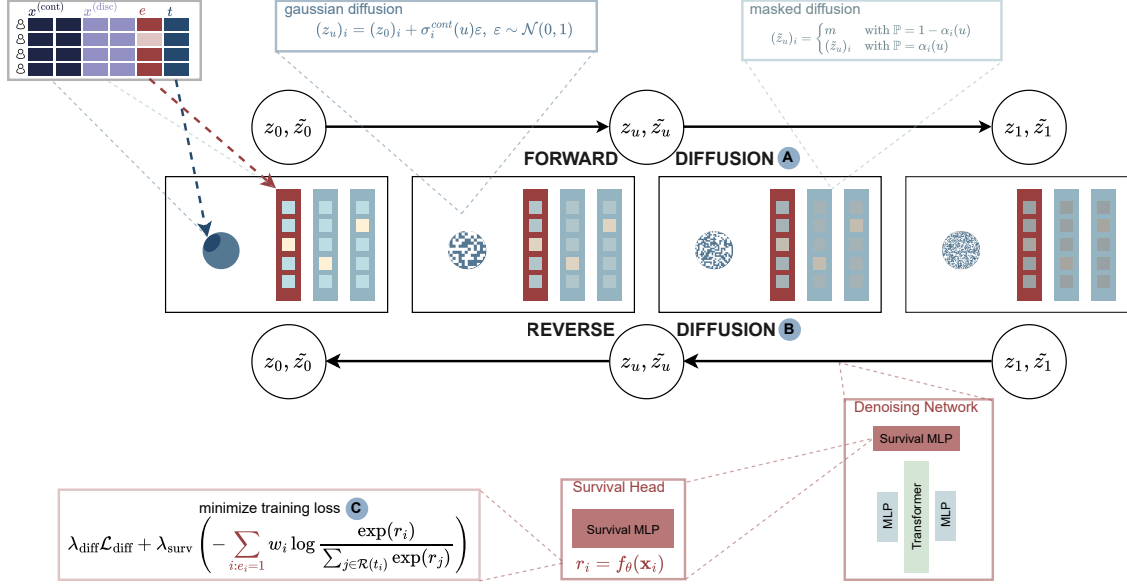 x^(cont) x^(disc) e t
gaussian diffusion
(z_u)_i = (z_0)_i + σ_i^{cont}(u)ε, ε ∼ 𝒩(0, 1)
masked diffusion
(z̃_u)_i = { m with ℙ = 1 − α_i(u)
(z̃_u)_i with ℙ = α_i(u)
z_0, z̃_0 z_u, z̃_u z_1, z̃_1
FORWARD DIFFUSION A
REVERSE DIFFUSION B
z_0, z̃_0 z_u, z̃_u z_1, z̃_1
Denoising Network
Survival MLP
MLP
Transformer
MLP
Survival Head
Survival MLP
r_i = f_θ(𝐱_i)
minimize training loss C
λ_diff ℒ_diff + λ_surv ( − ∑_{i:e_i=1} w_i log exp(r_i) / ∑_{j∈ℛ(t_i)} exp(r_j) )